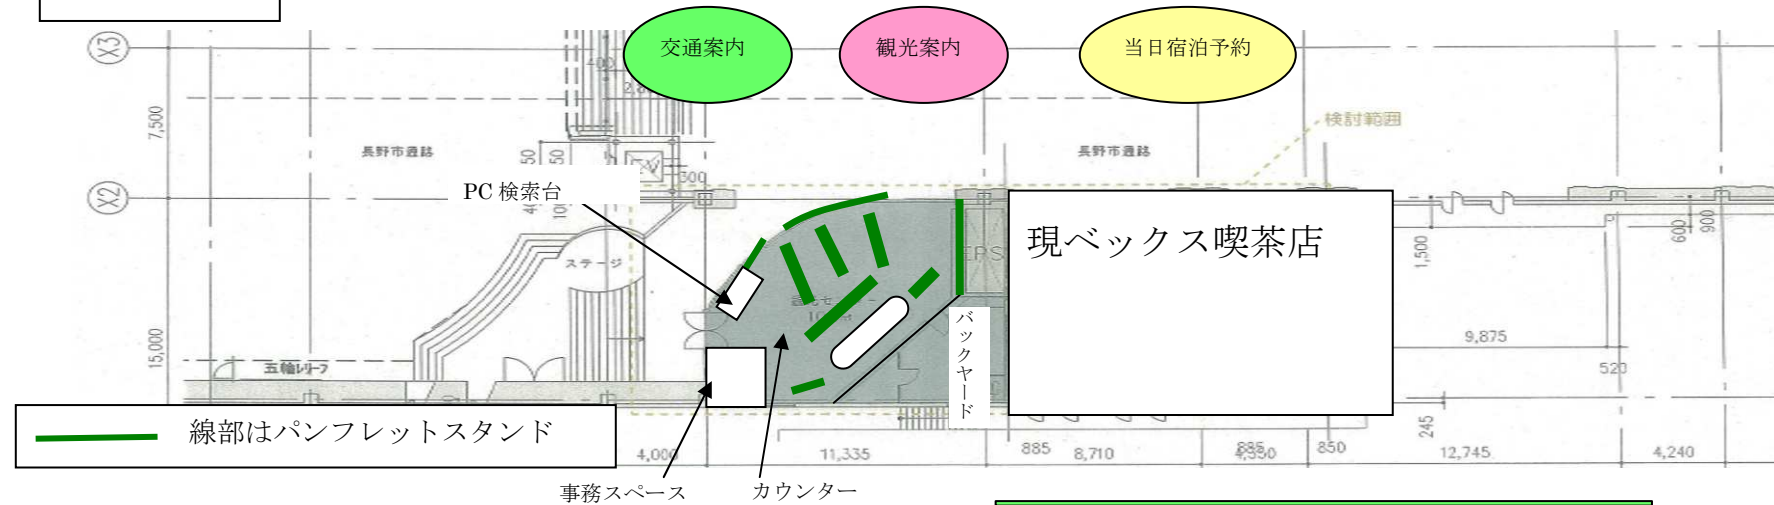 交通案内
観光案内
当日宿泊予約
X3
400
7,500
検討範囲
長野市道路
長野市道路
50
50
PC 検索台
300
X2
現ベックス喫茶店
EPS
600
900
1,500
ステージ
バックヤード
15,000
9,875
五輪レリーフ
520
線部はパンフレットスタンド
245
4,000
11,335
885
8,710
850
12,745
4,240
事務スペース
カウンター